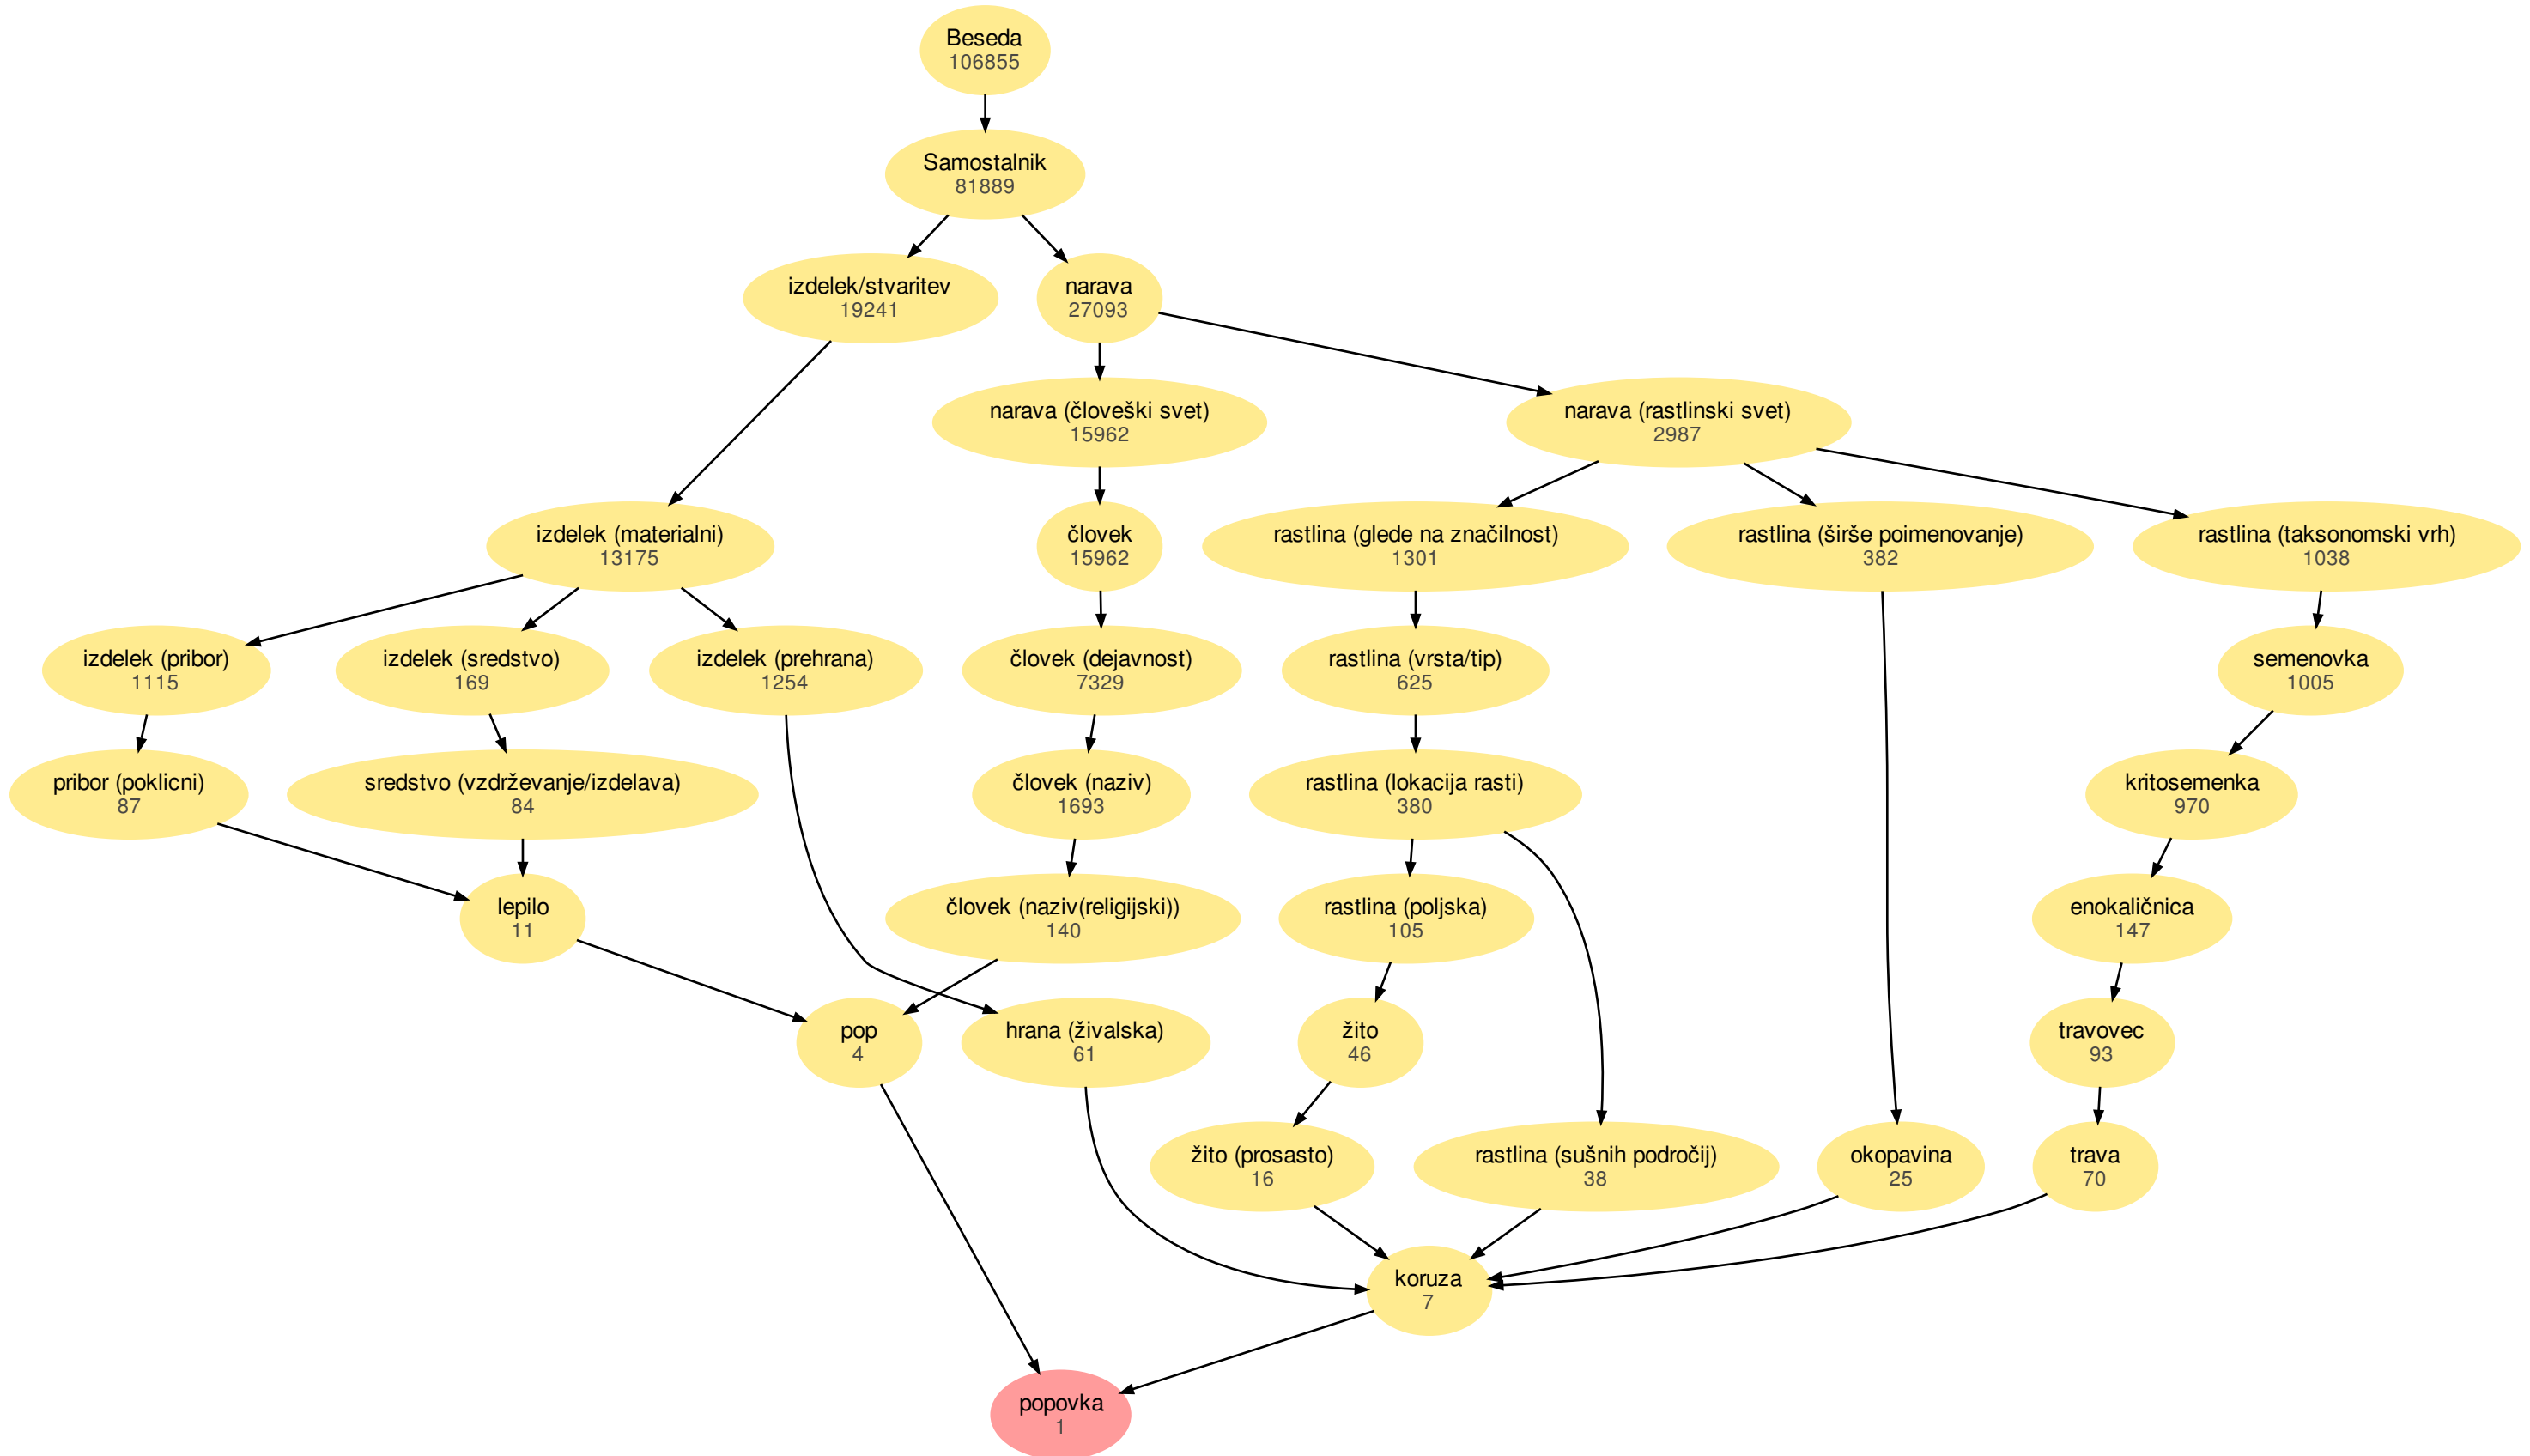 Beseda
106855
Samostalnik
81889
izdelek/stvaritev
19241
narava
27093
narava (človeški svet)
15962
narava (rastlinski svet)
2987
izdelek (materialni)
13175
človek
15962
rastlina (glede na značilnost)
1301
rastlina (širše poimenovanje)
382
rastlina (taksonomski vrh)
1038
izdelek (pribor)
1115
izdelek (sredstvo)
169
izdelek (prehrana)
1254
človek (dejavnost)
7329
rastlina (vrsta/tip)
625
semenovka
1005
pribor (poklicni)
87
sredstvo (vzdrževanje/izdelava)
84
človek (naziv)
1693
rastlina (lokacija rasti)
380
kritosemenka
970
lepilo
11
človek (naziv(religijski))
140
rastlina (poljska)
105
enokaličnica
147
pop
4
hrana (živalska)
61
žito
46
travovec
93
žito (prosasto)
16
rastlina (sušnih področij)
38
okopavina
25
trava
70
koruza
7
popovka
1